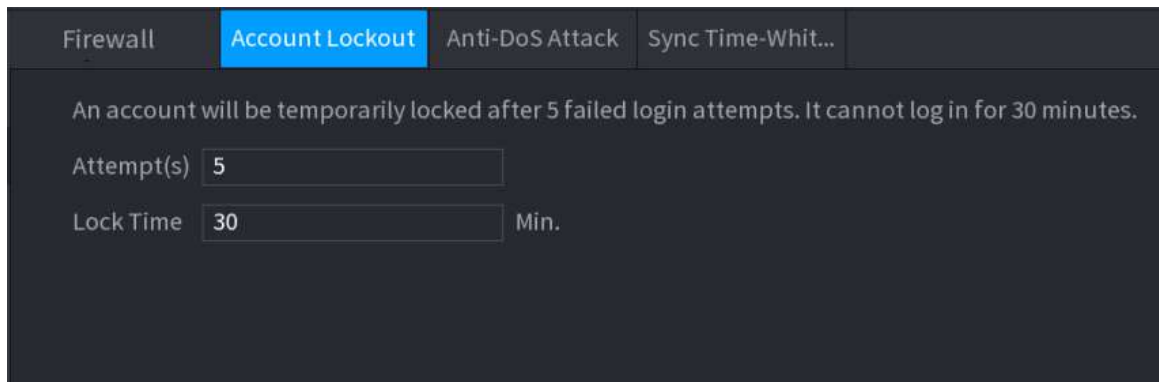 Firewall Account Lockout Anti-DoS Attack Sync Time-Whit...
An account will be temporarily locked after 5 failed login attempts. It cannot log in for 30 minutes.
Attempt(s) 5
Lock Time 30 Min.